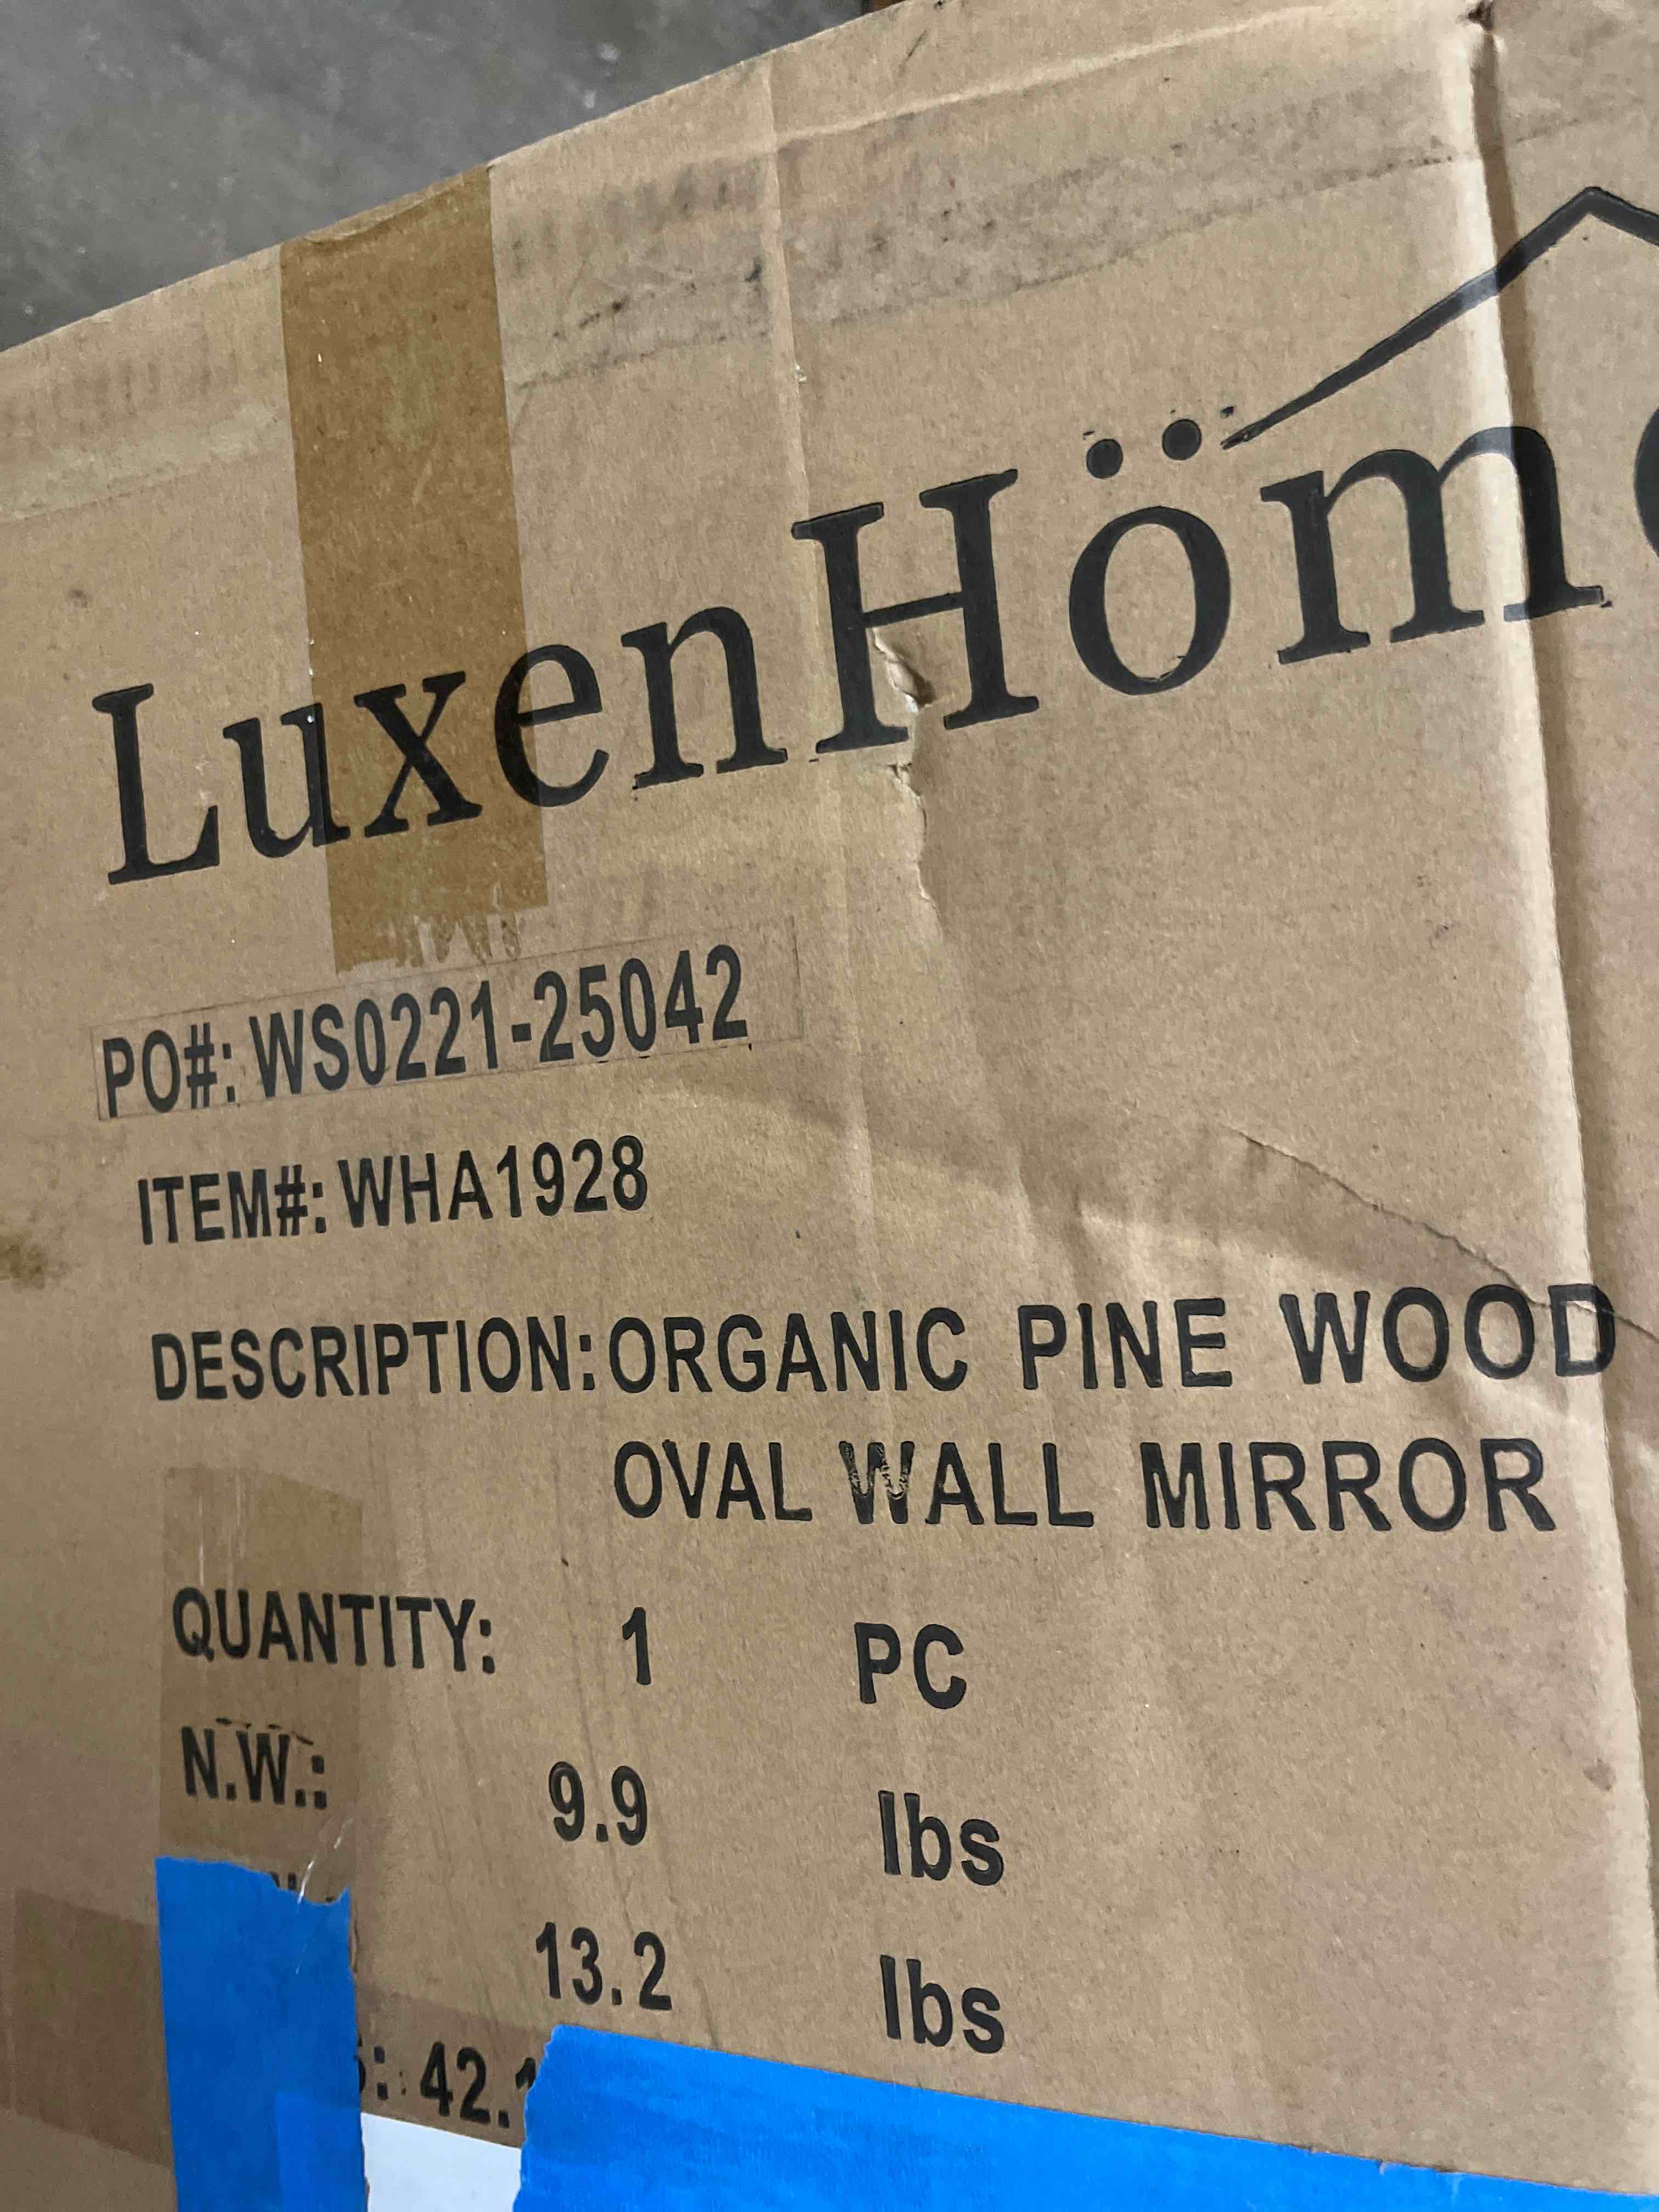 LuxenHöm
PO#: WS0221-25042
ITEM#: WHA1928
DESCRIPTION: ORGANIC PINE WOOD
OVAL WALL MIRROR
QUANTITY: 1 PC
N.W.: 9.9 lbs
13.2 lbs
: 42.